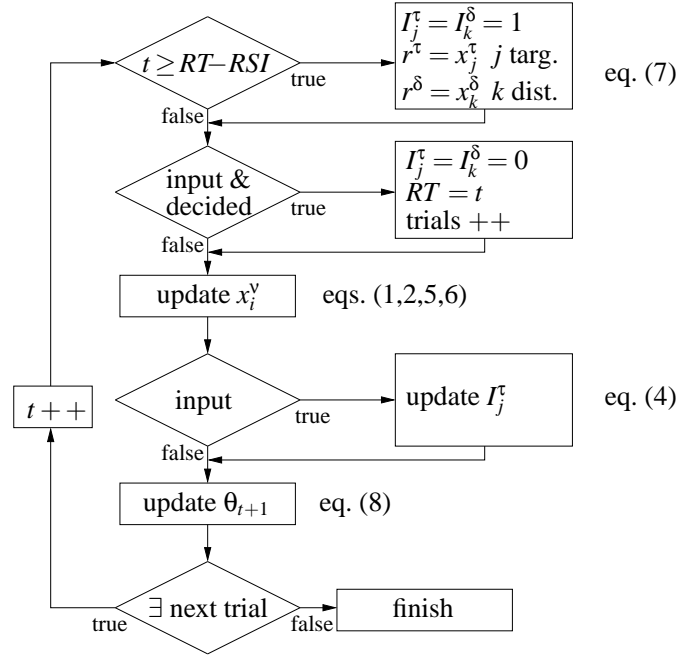 t ≥ RT–RSI
true
false
I_j^τ = I_k^δ = 1
r^τ = x_j^τ j targ.
r^δ = x_k^δ k dist.
eq. (7)
input &
decided
true
false
I_j^τ = I_k^δ = 0
RT = t
trials ++
update x_i^ν
eqs. (1,2,5,6)
input
true
false
update I_j^τ
eq. (4)
t ++
update θ_{t+1}
eq. (8)
∃ next trial
true
false
finish